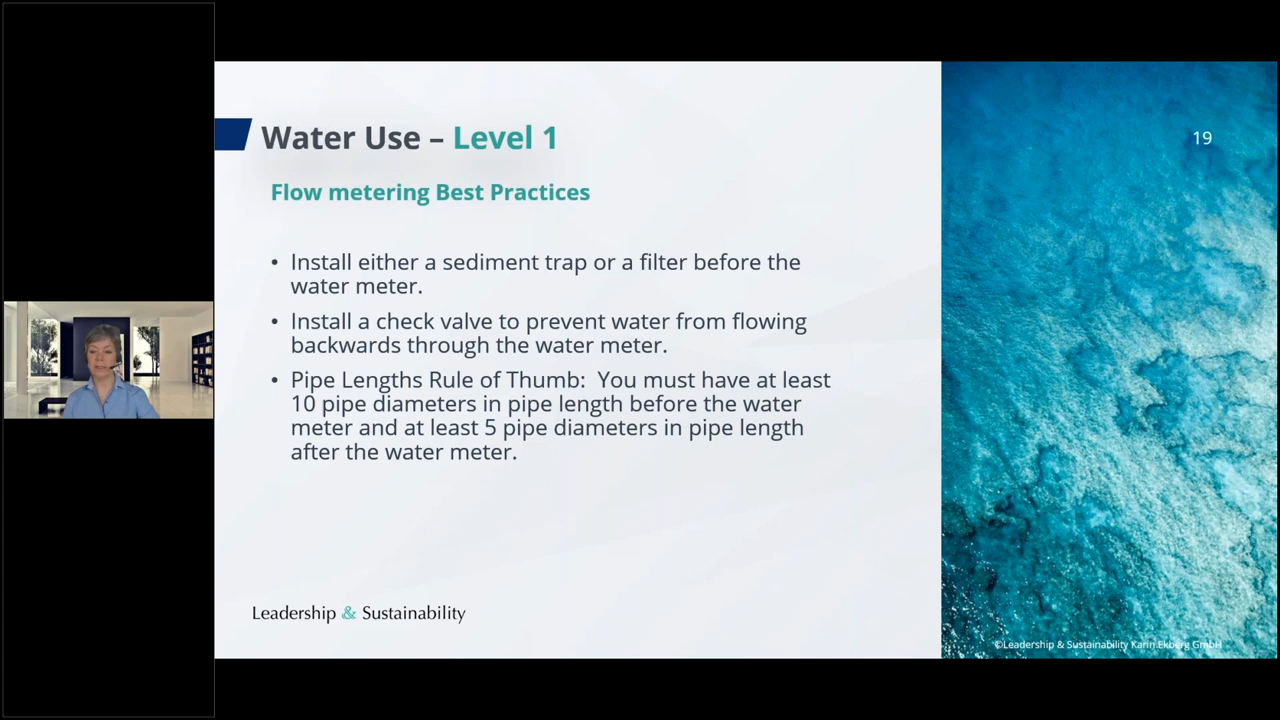 Water Use – Level 1
19
Flow metering Best Practices
• Install either a sediment trap or a filter before the
water meter.
• Install a check valve to prevent water from flowing
backwards through the water meter.
• Pipe Lengths Rule of Thumb:  You must have at least
10 pipe diameters in pipe length before the water
meter and at least 5 pipe diameters in pipe length
after the water meter.
Leadership & Sustainability
©Leadership & Sustainability Karin Ekberg GmbH